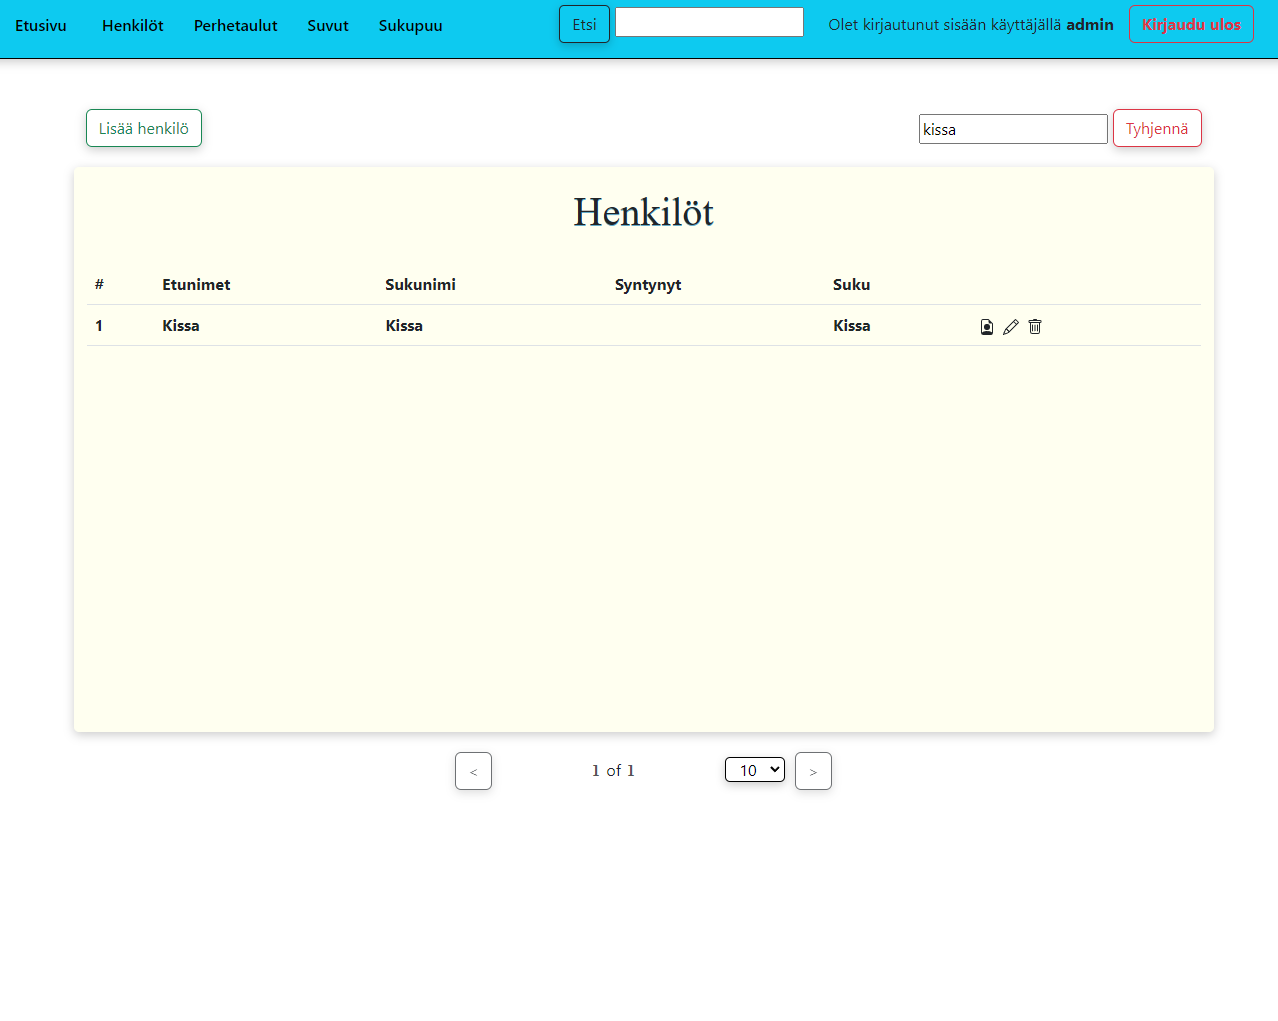 Etusivu Henkilöt Perhetaulut Suvut Sukupuu Etsi Olet kirjautunut sisään käyttäjällä admin Kirjaudu ulos
Lisää henkilö kissa Tyhjennä
Henkilöt
# Etunimet Sukunimi Syntynyt Suku
1 Kissa Kissa Kissa
< 1 of 1 10 >